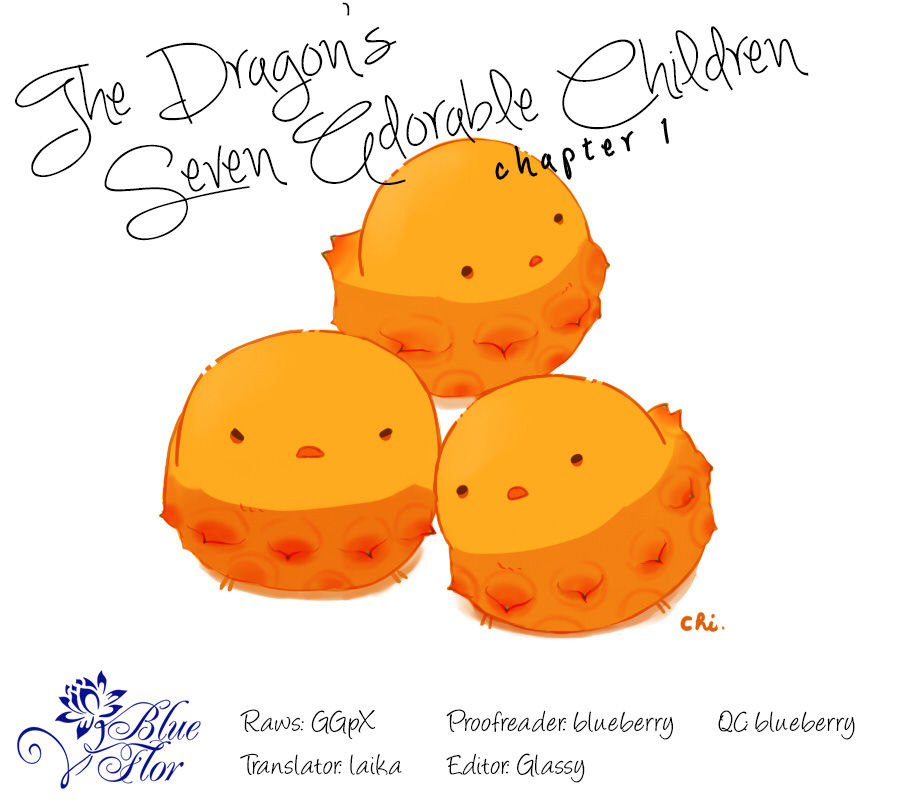 The Dragon's
Seven Adorable Children
chapter 1
chi.
Blue
Flor
Raws: GGpX
Proofreader: blueberry
QC: blueberry
Translator: laika
Editor: Glassy